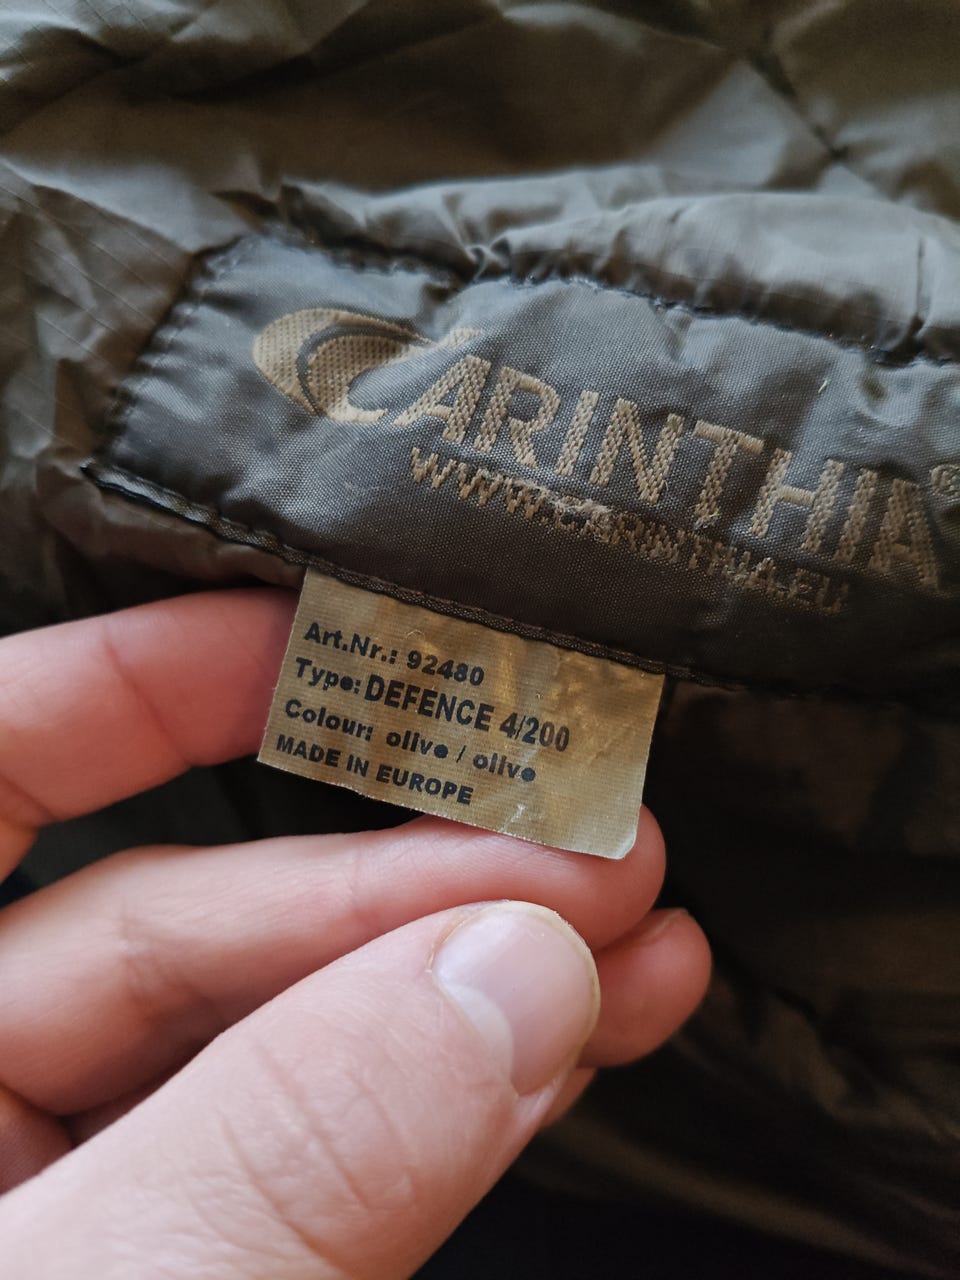 CARINTHIA®
WWW.CARINTHIA.EU
Art.Nr.: 92480
Type: DEFENCE 4/200
Colour: olive / olive
MADE IN EUROPE